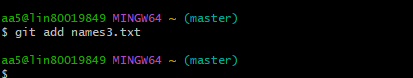 aa5@lin80019849 MINGW64 ~ (master)
$ git add names3.txt
aa5@lin80019849 MINGW64 ~ (master)
$